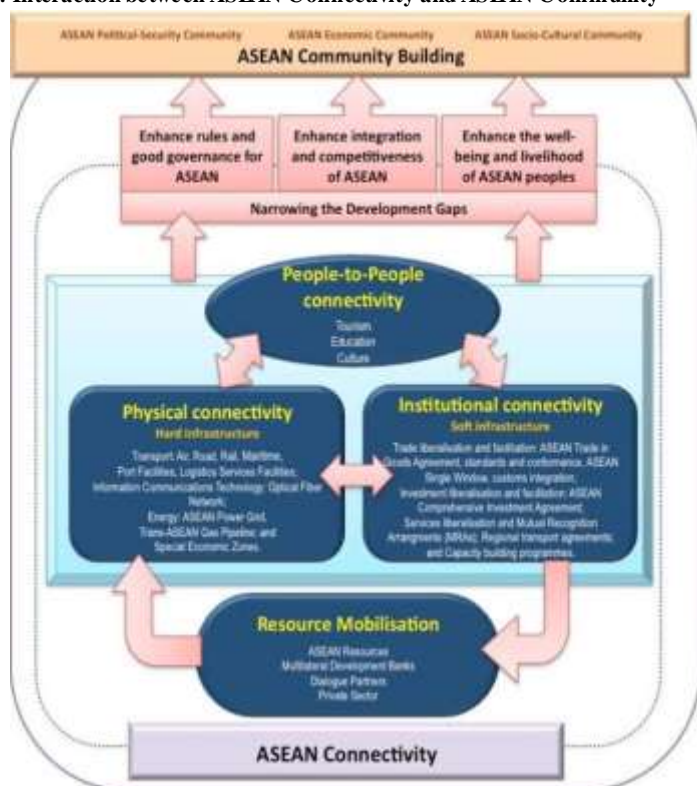 . Interaction between ASEAN Connectivity and ASEAN Community
ASEAN Political-Security Community
ASEAN Economic Community
ASEAN Socio-Cultural Community
ASEAN Community Building
Enhance rules and
good governance for
ASEAN
Enhance integration
and competitiveness
of ASEAN
Enhance the well-
being and livelihood
of ASEAN peoples
Narrowing the Development Gaps
People-to-People
connectivity
Tourism
Education
Culture
Physical connectivity
Hard Infrastructure
Transport: Air, Road, Rail, Maritime,
Port Facilities, Logistics Services Facilities;
Information Communications Technology: Optical Fiber
Network;
Energy: ASEAN Power Grid,
Trans-ASEAN Gas Pipeline; and
Special Economic Zones.
Institutional connectivity
Soft infrastructure
Trade liberalisation and facilitation: ASEAN Trade in
Goods Agreement, standards and conformance, ASEAN
Single Window, customs integration;
Investment liberalisation and facilitation: ASEAN
Comprehensive Investment Agreement;
Services liberalisation and Mutual Recognition
Arrangments (MRAs); Regional transport agreements;
and Capacity building programmes.
Resource Mobilisation
ASEAN Resources
Multilateral Development Banks
Dialogue Partners
Private Sector
ASEAN Connectivity